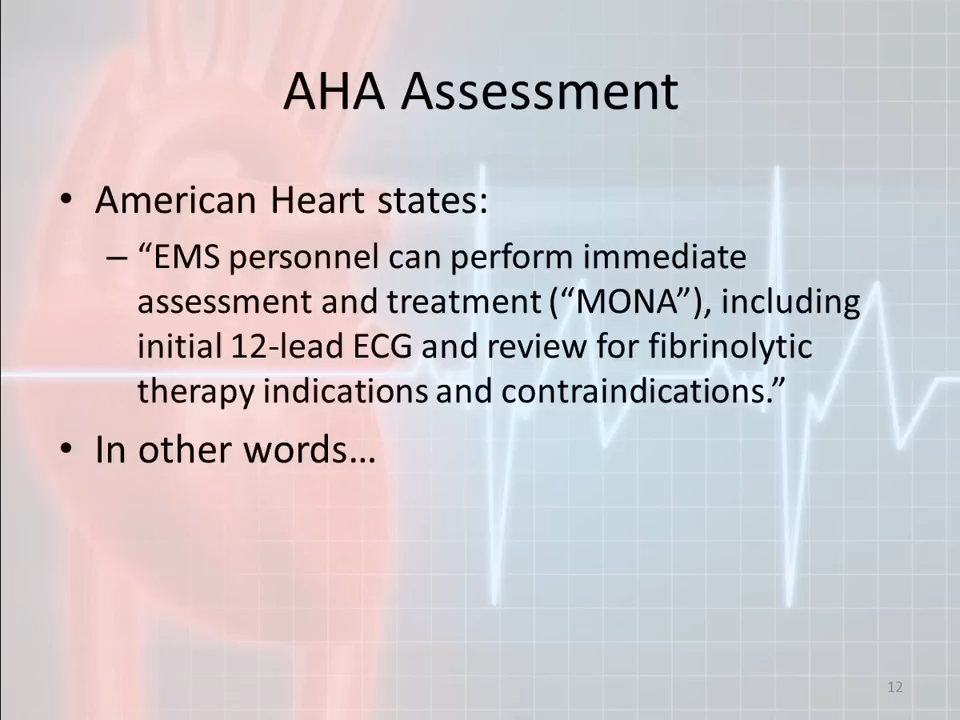 AHA Assessment
• American Heart states:
– “EMS personnel can perform immediate
assessment and treatment (“MONA”), including
initial 12-lead ECG and review for fibrinolytic
therapy indications and contraindications.”
• In other words…
12